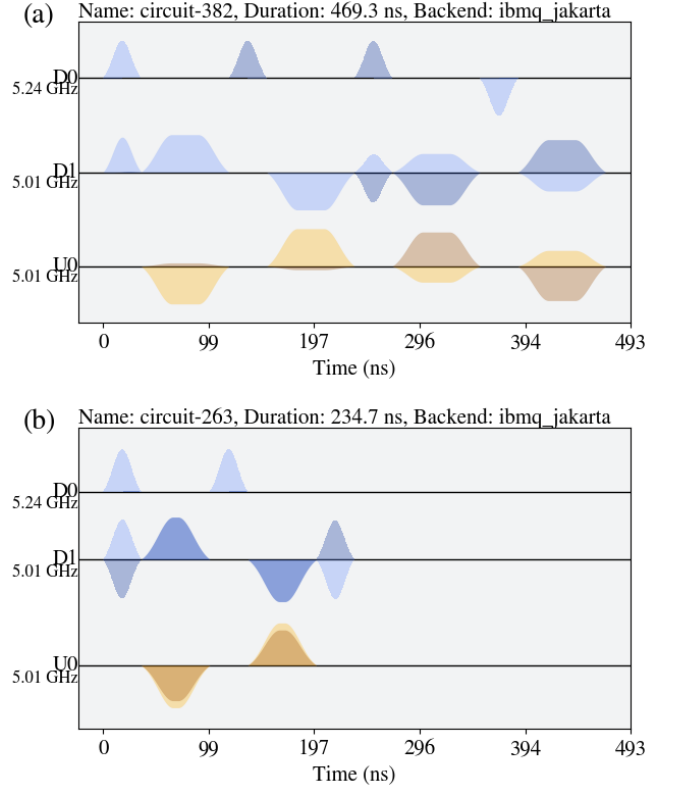 (a) Name: circuit-382, Duration: 469.3 ns, Backend: ibmq_jakarta
D0
5.24 GHz
D1
5.01 GHz
U0
5.01 GHz
0 99 197 296 394 493
Time (ns)
(b) Name: circuit-263, Duration: 234.7 ns, Backend: ibmq_jakarta
D0
5.24 GHz
D1
5.01 GHz
U0
5.01 GHz
0 99 197 296 394 493
Time (ns)